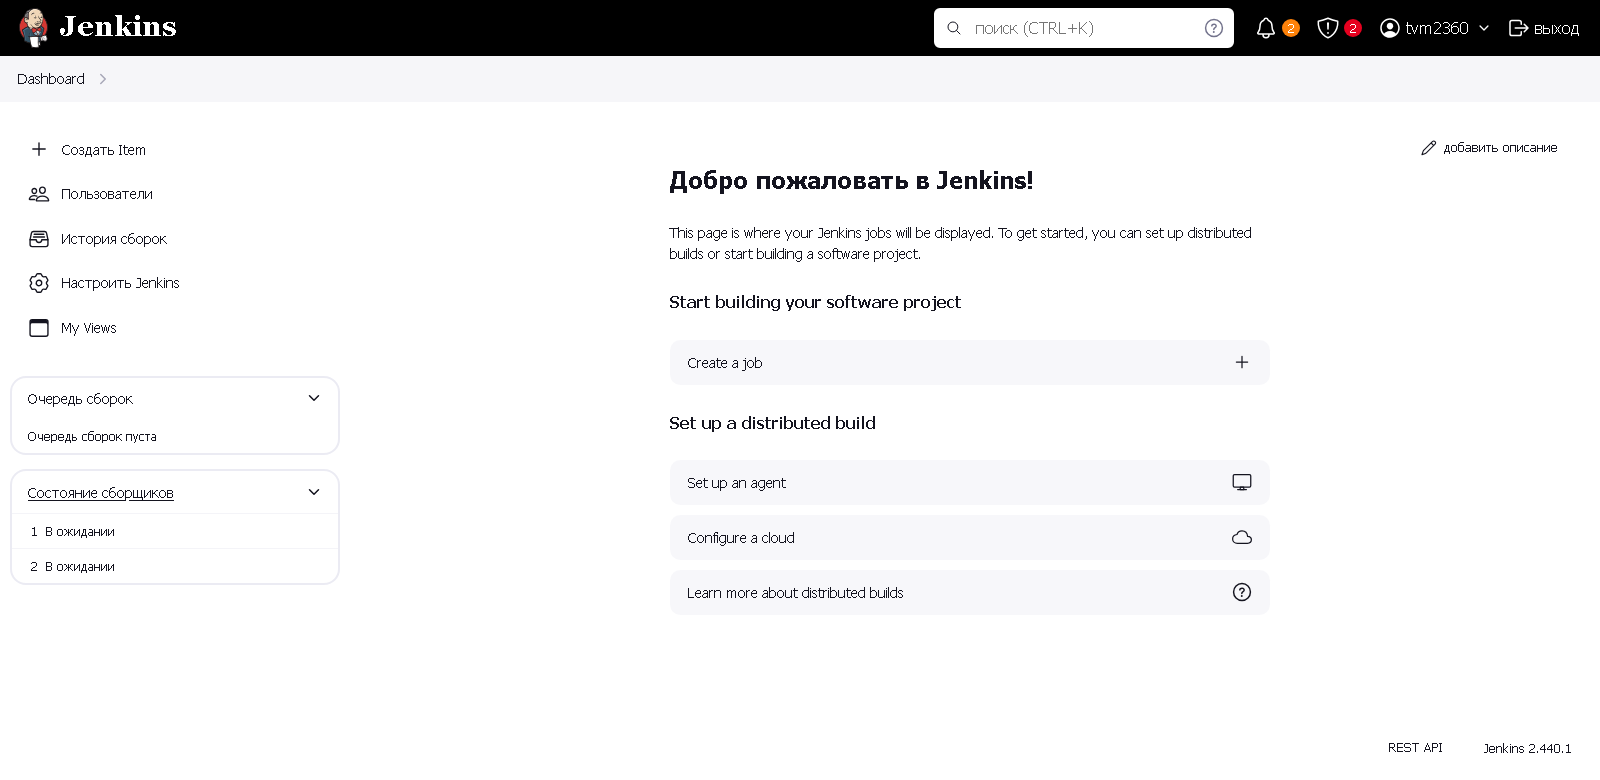 Jenkins
поиск (CTRL+K)
2
2
tvm2360
выход
Dashboard
Создать Item
Пользователи
История сборок
Настроить Jenkins
My Views
Очередь сборок
Очередь сборок пуста
Состояние сборщиков
1 В ожидании
2 В ожидании
добавить описание
Добро пожаловать в Jenkins!
This page is where your Jenkins jobs will be displayed. To get started, you can set up distributed
builds or start building a software project.
Start building your software project
Create a job
Set up a distributed build
Set up an agent
Configure a cloud
Learn more about distributed builds
REST API
Jenkins 2.440.1